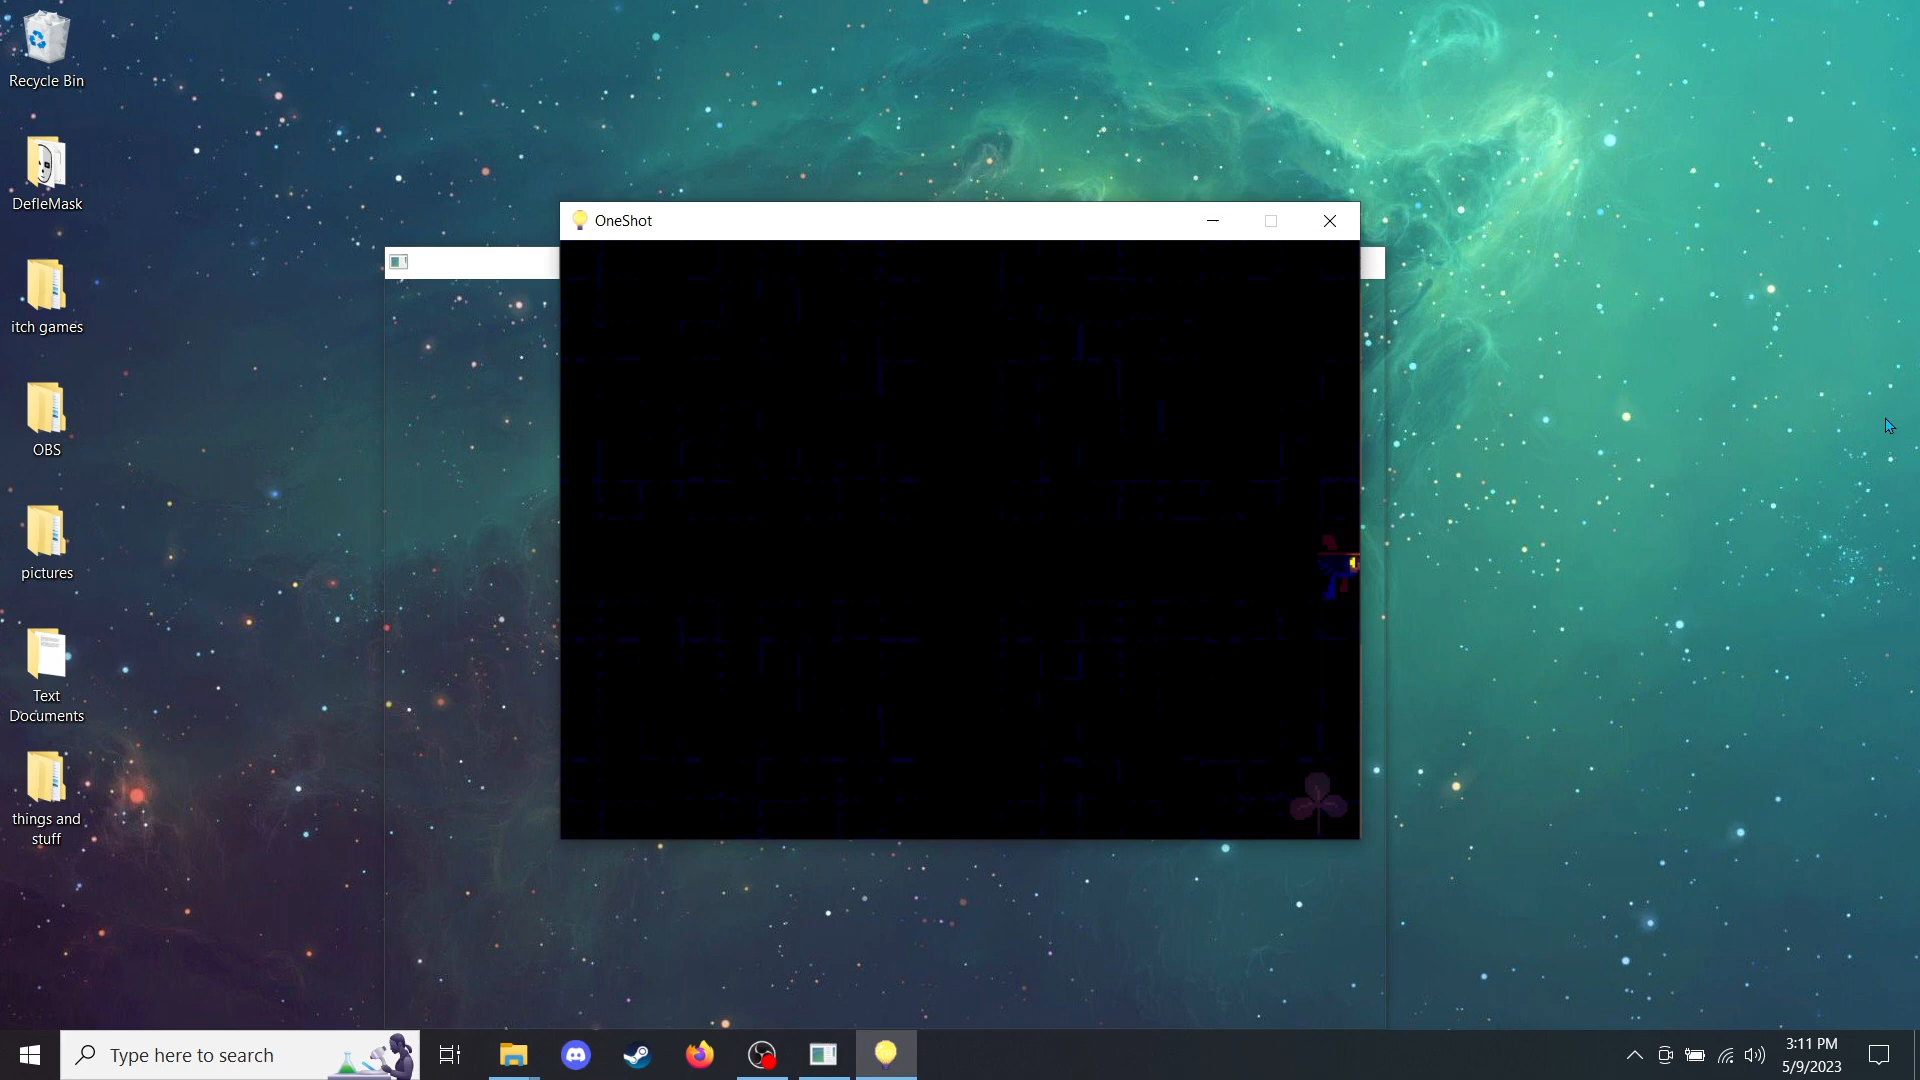 Recycle Bin
DefleMask
itch games
OBS
pictures
Text
Documents
things and
stuff
OneShot
Type here to search
3:11 PM
5/9/2023